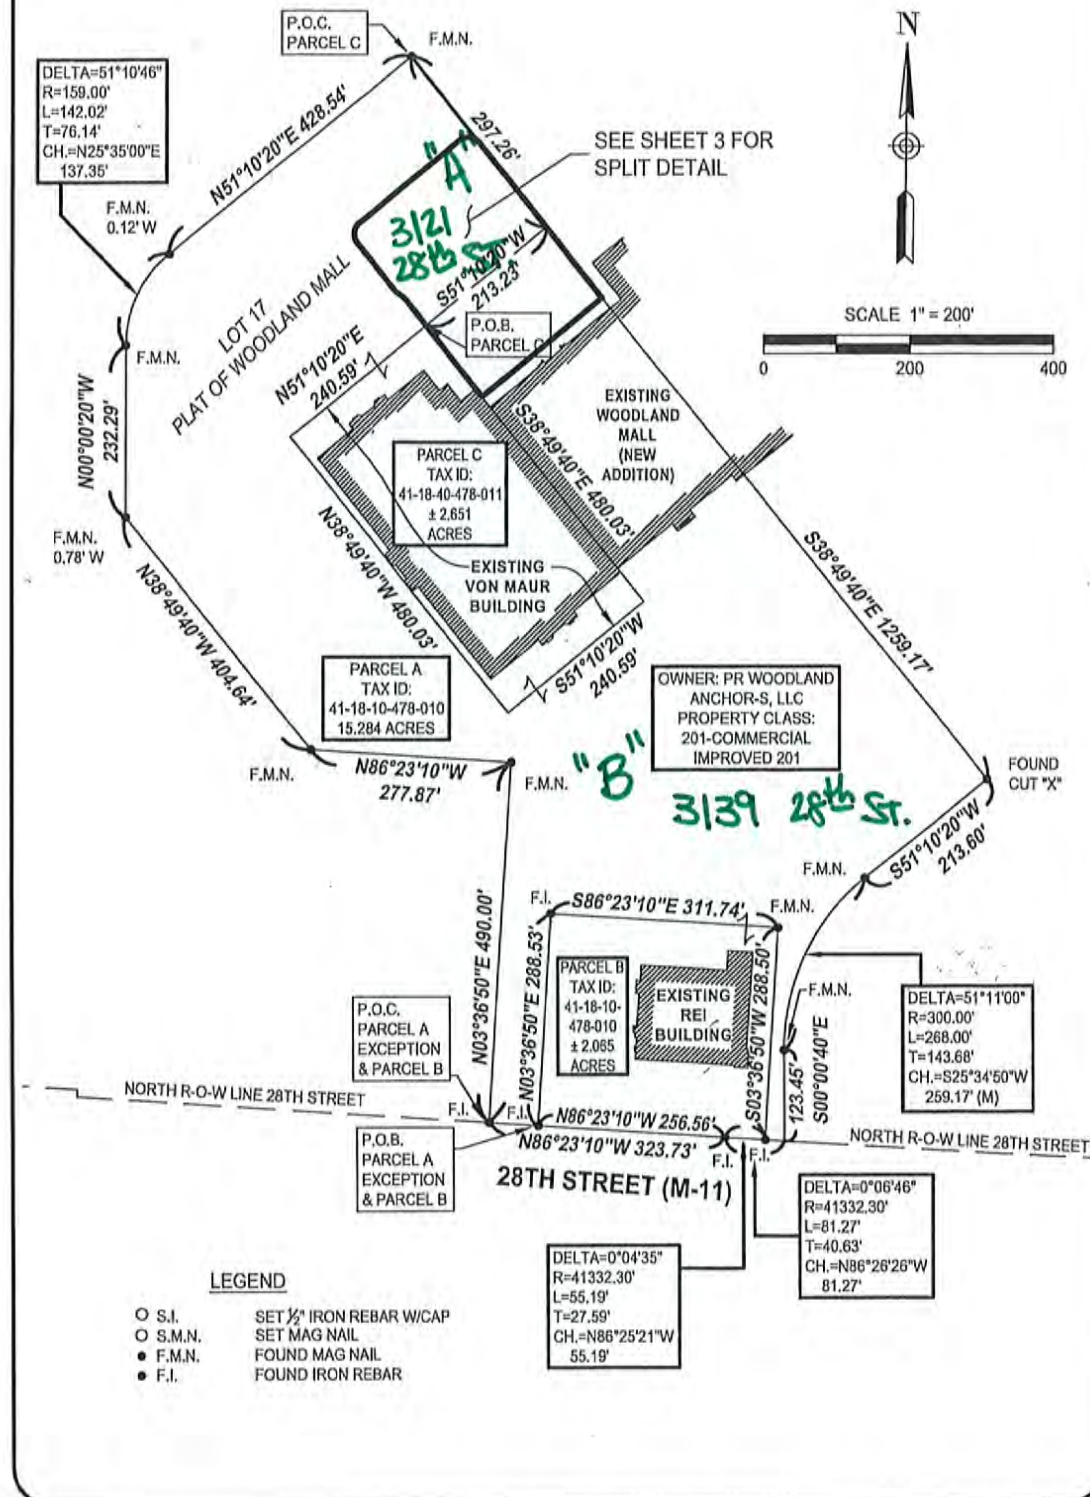 P.O.C.
PARCEL C
F.M.N.
N
DELTA=51°10'46"
R=159.00'
L=142.02'
T=76.14'
CH.=N25°35'00"E
137.35'
N51°10'20"E 428.54'
297.26'
SEE SHEET 3 FOR
SPLIT DETAIL
"A"
3121
28th ST
F.M.N.
0.12' W
S51°10'20"W
213.23'
P.O.B.
PARCEL C
LOT 17
PLAT OF WOODLAND MALL
SCALE 1" = 200'
0 200 400
F.M.N.
N51°10'20"E
240.59'
N00°00'20"W
232.29'
EXISTING
WOODLAND
MALL
(NEW
ADDITION)
S38°49'40"E 480.03'
PARCEL C
TAX ID:
41-18-40-478-011
± 2.651
ACRES
F.M.N.
0.78' W
N38°49'40"W 480.03'
EXISTING
VON MAUR
BUILDING
S38°49'40"E 1259.17'
N38°49'40"W 404.64'
S51°10'20"W
240.59'
PARCEL A
TAX ID:
41-18-10-478-010
15.284 ACRES
OWNER: PR WOODLAND
ANCHOR-S, LLC
PROPERTY CLASS:
201-COMMERCIAL
IMPROVED 201
F.M.N.
N86°23'10"W
277.87'
F.M.N.
"B"
3139 28th ST.
FOUND
CUT "X"
S51°10'20"W
213.60'
F.M.N.
F.I.
S86°23'10"E 311.74'
F.M.N.
N03°36'50"E 490.00'
N03°36'50"E 288.53'
PARCEL B
TAX ID:
41-18-10-
478-010
± 2.065
ACRES
EXISTING
REI
BUILDING
S03°36'50"W 288.50'
F.M.N.
DELTA=51°11'00"
R=300.00'
L=268.00'
T=143.68'
CH.=S25°34'50"W
259.17' (M)
P.O.C.
PARCEL A
EXCEPTION
& PARCEL B
123.45'
S00°00'40"E
NORTH R-O-W LINE 28TH STREET
F.I.
F.I.
N86°23'10"W 256.56'
N86°23'10"W 323.73'
F.I.
F.I.
NORTH R-O-W LINE 28TH STREET
P.O.B.
PARCEL A
EXCEPTION
& PARCEL B
28TH STREET (M-11)
DELTA=0°06'46"
R=41332.30'
L=81.27'
T=40.63'
CH.=N86°26'26"W
81.27'
DELTA=0°04'35"
R=41332.30'
L=55.19'
T=27.59'
CH.=N86°25'21"W
55.19'
LEGEND
S.I. SET ½" IRON REBAR W/CAP
S.M.N. SET MAG NAIL
F.M.N. FOUND MAG NAIL
F.I. FOUND IRON REBAR